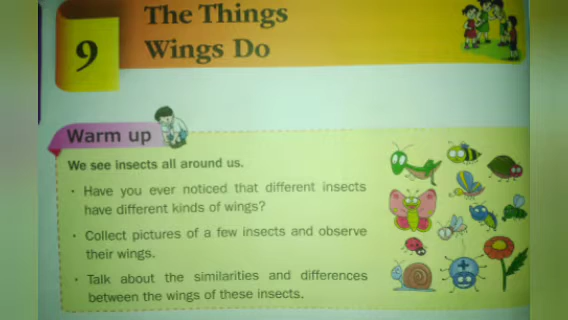 9
The Things
Wings Do
Warm up
We see insects all around us.
• Have you ever noticed that different insects
have different kinds of wings?
• Collect pictures of a few insects and observe
their wings.
• Talk about the similarities and differences
between the wings of these insects.